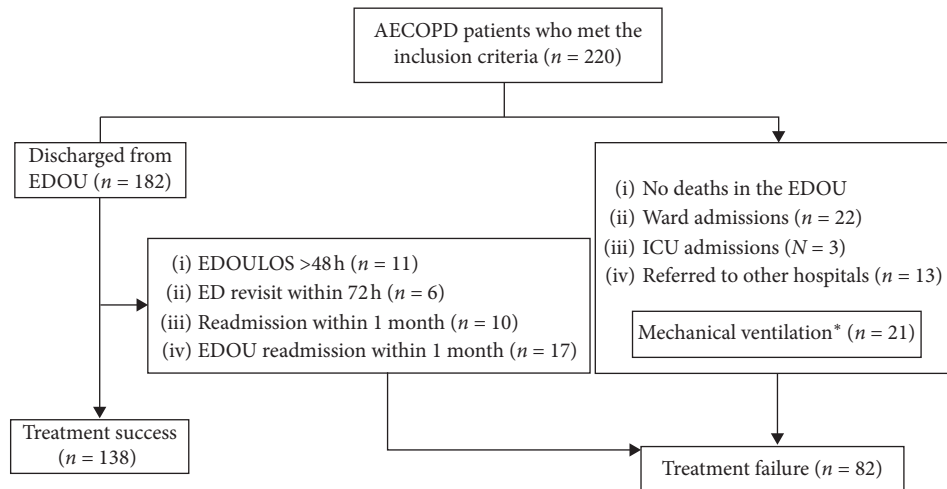 AECOPD patients who met the
inclusion criteria (n = 220)
Discharged from
EDOU (n = 182)
(i) No deaths in the EDOU
(ii) Ward admissions (n = 22)
(iii) ICU admissions (N = 3)
(iv) Referred to other hospitals (n = 13)
Mechanical ventilation* (n = 21)
(i) EDOULOS >48 h (n = 11)
(ii) ED revisit within 72 h (n = 6)
(iii) Readmission within 1 month (n = 10)
(iv) EDOU readmission within 1 month (n = 17)
Treatment success
(n = 138)
Treatment failure (n = 82)